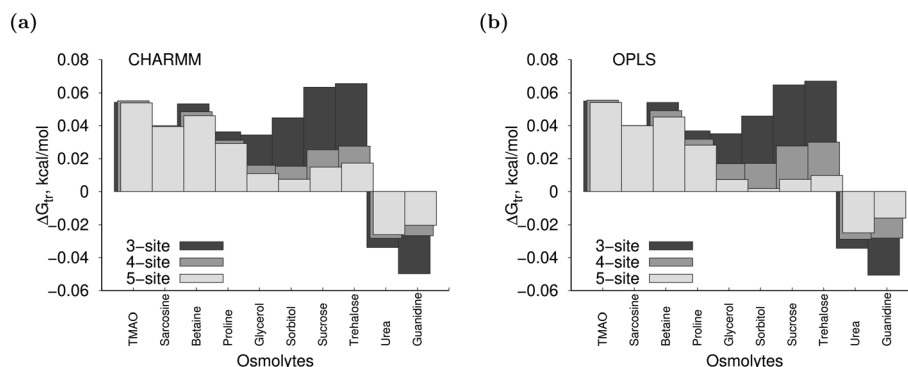 (a)
CHARMM
0.08
0.06
0.04
0.02
0
−0.02
−0.04
−0.06
ΔGtr, kcal/mol
3−site
4−site
5−site
TMAO
Sarcosine
Betaine
Proline
Glycerol
Sorbitol
Sucrose
Trehalose
Urea
Guanidine
Osmolytes
(b)
OPLS
0.08
0.06
0.04
0.02
0
−0.02
−0.04
−0.06
ΔGtr, kcal/mol
3−site
4−site
5−site
TMAO
Sarcosine
Betaine
Proline
Glycerol
Sorbitol
Sucrose
Trehalose
Urea
Guanidine
Osmolytes